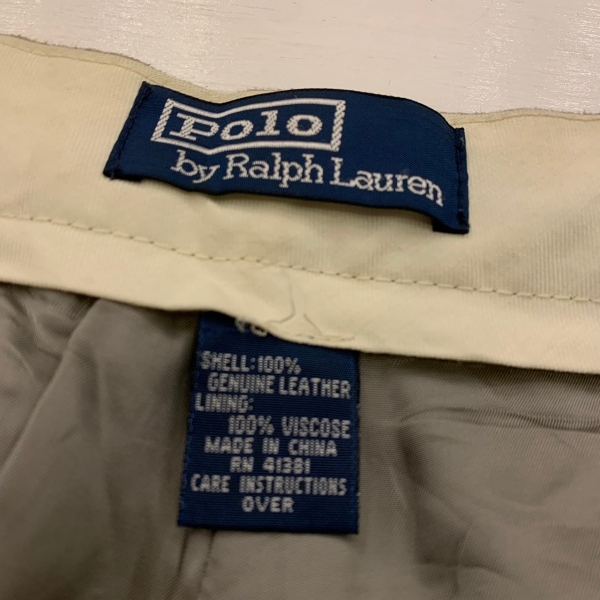 Polo
by Ralph Lauren
SHELL:100%
GENUINE LEATHER
LINING:
100% VISCOSE
MADE IN CHINA
RN 41381
CARE INSTRUCTIONS
OVER